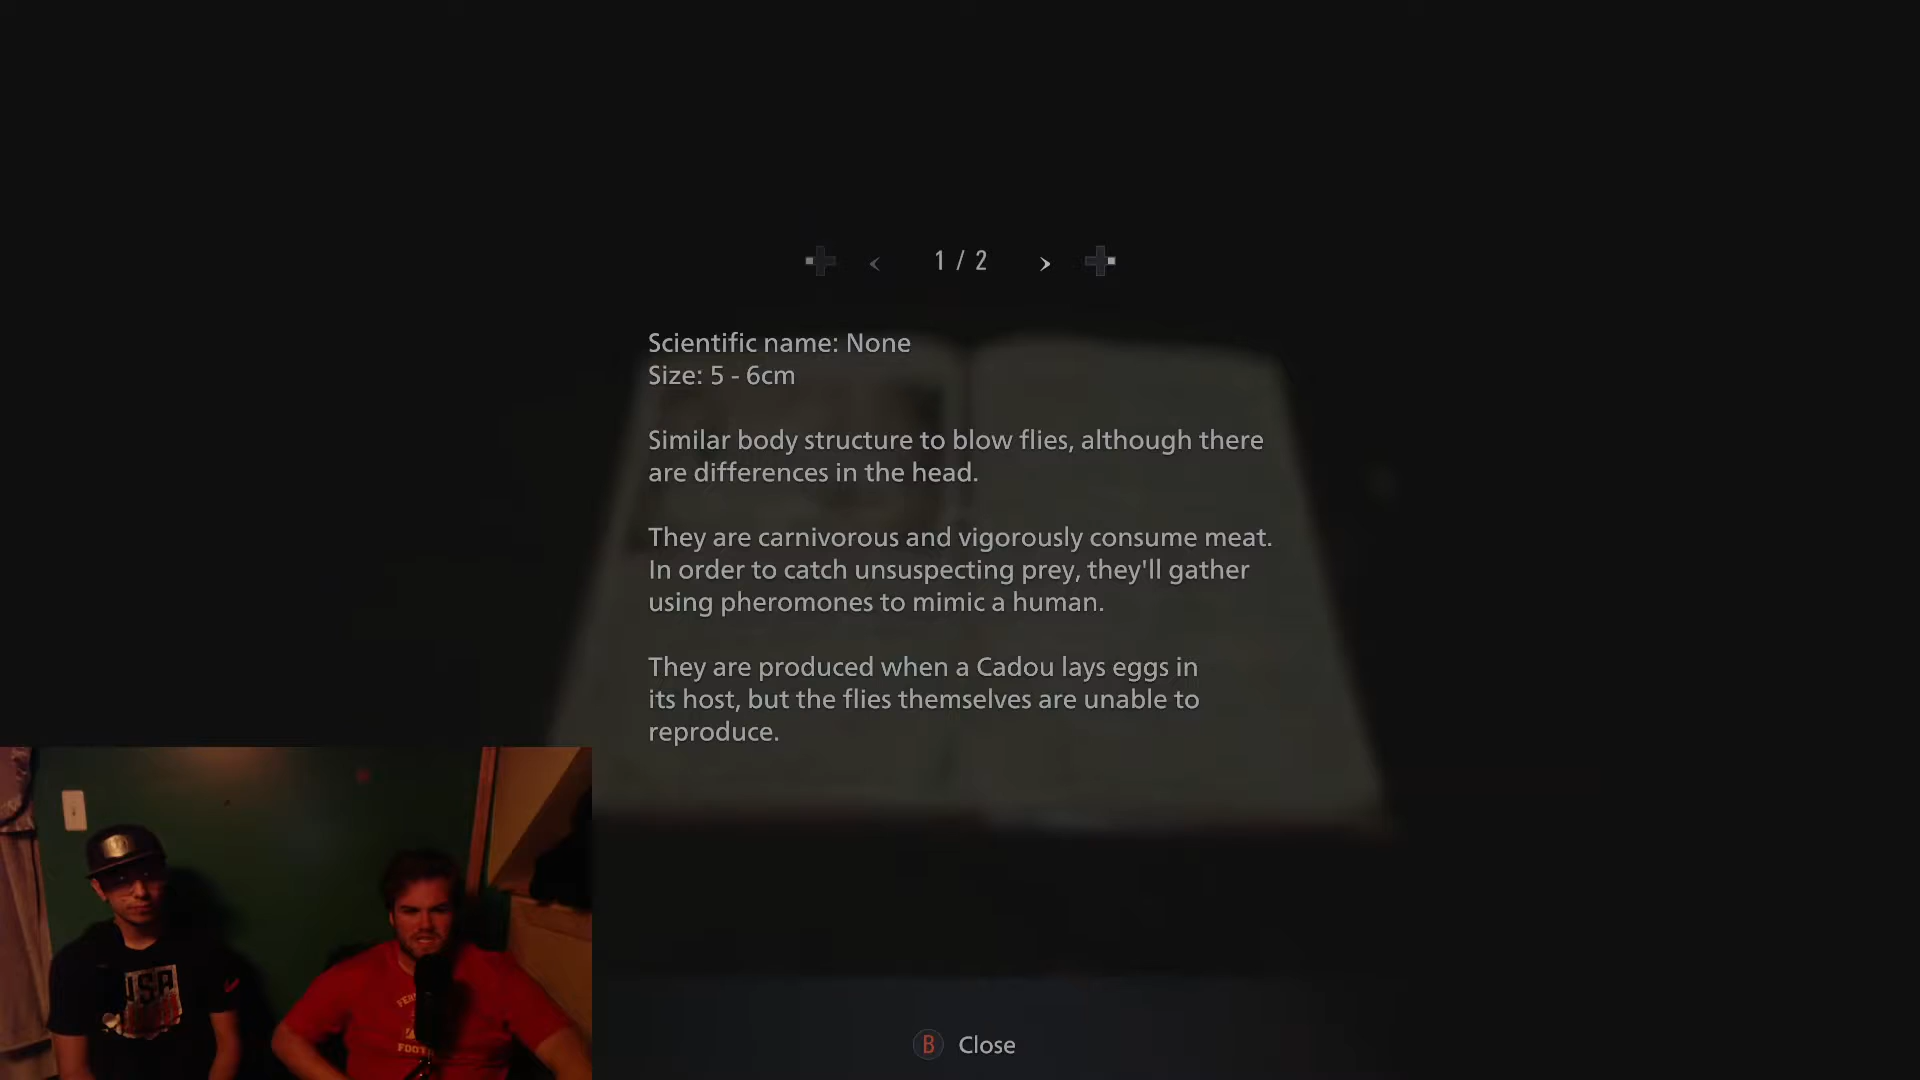 1 / 2
Scientific name: None
Size: 5 - 6cm
Similar body structure to blow flies, although there
are differences in the head.
They are carnivorous and vigorously consume meat.
In order to catch unsuspecting prey, they'll gather
using pheromones to mimic a human.
They are produced when a Cadou lays eggs in
its host, but the flies themselves are unable to
reproduce.
USA
B Close